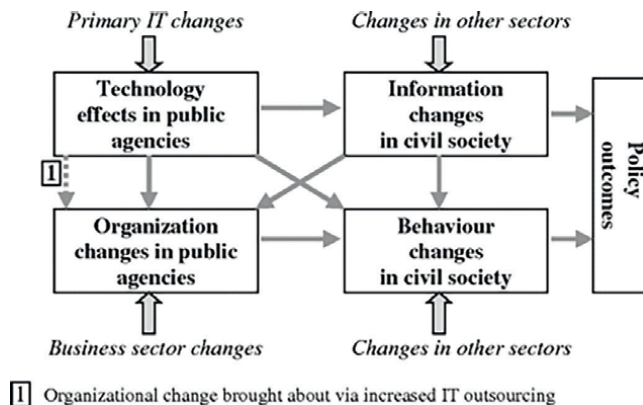 Primary IT changes
Changes in other sectors
Technology
effects in public
agencies
Information
changes
in civil society
Policy
outcomes
1
Organization
changes in public
agencies
Behaviour
changes
in civil society
Business sector changes
Changes in other sectors
1 Organizational change brought about via increased IT outsourcing